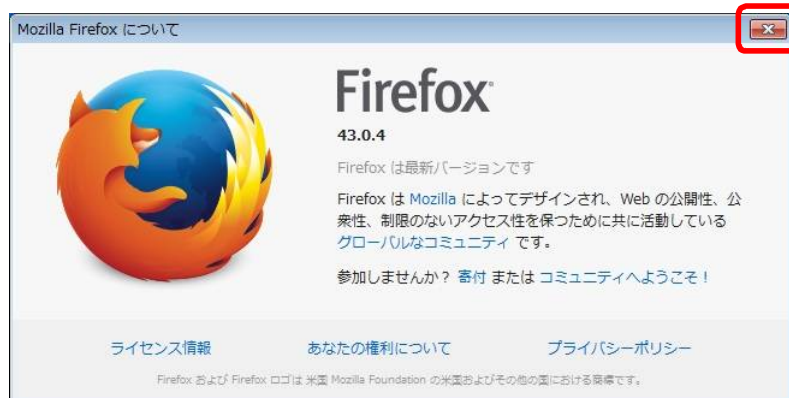 Mozilla Firefox について
Firefox
43.0.4
Firefox は最新バージョンです
Firefox は Mozilla によってデザインされ、Web の公開性、公
衆性、制限のないアクセス性を保つために共に活動している
グローバルなコミュニティ です。
参加しませんか？ 寄付 または コミュニティへようこそ！
ライセンス情報 あなたの権利について プライバシーポリシー
Firefox および Firefox ロゴは 米国 Mozilla Foundation の米国およびその他の国における商標です。